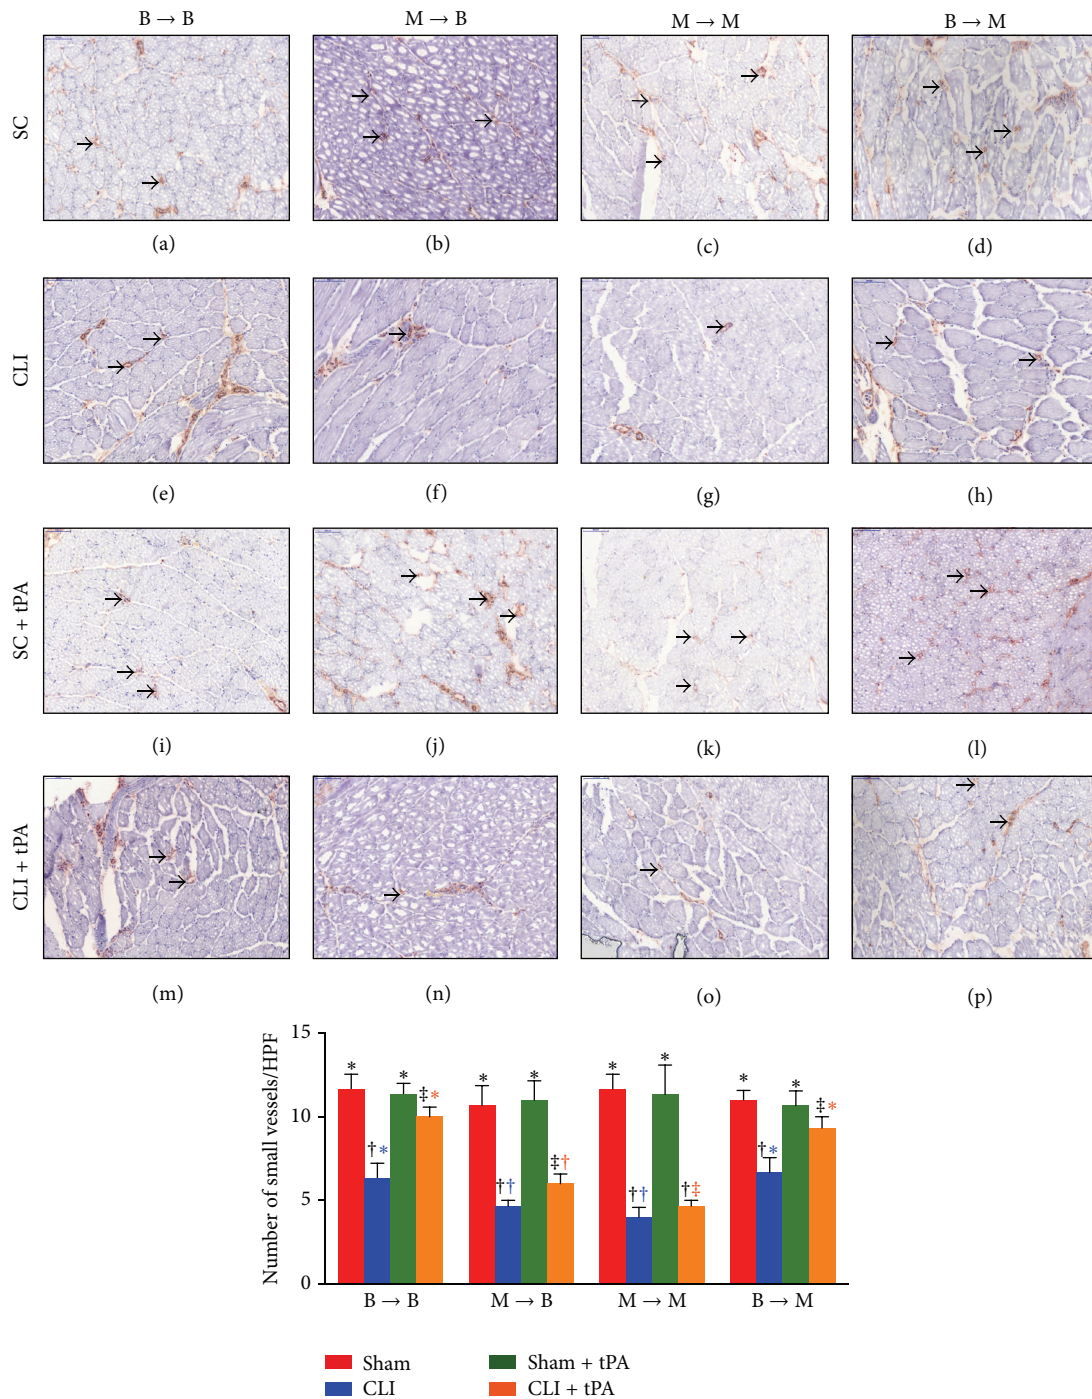 B → B M → B M → M B → M
SC
(a) (b) (c) (d)
CLI
(e) (f) (g) (h)
SC + tPA
(i) (j) (k) (l)
CLI + tPA
(m) (n) (o) (p)
Number of small vessels/HPF
15
10
5
0
* † * * ‡ *
* † † * ‡ †
* † † * † ‡
* † * * ‡ *
B → B M → B M → M B → M
Sham Sham + tPA
CLI CLI + tPA